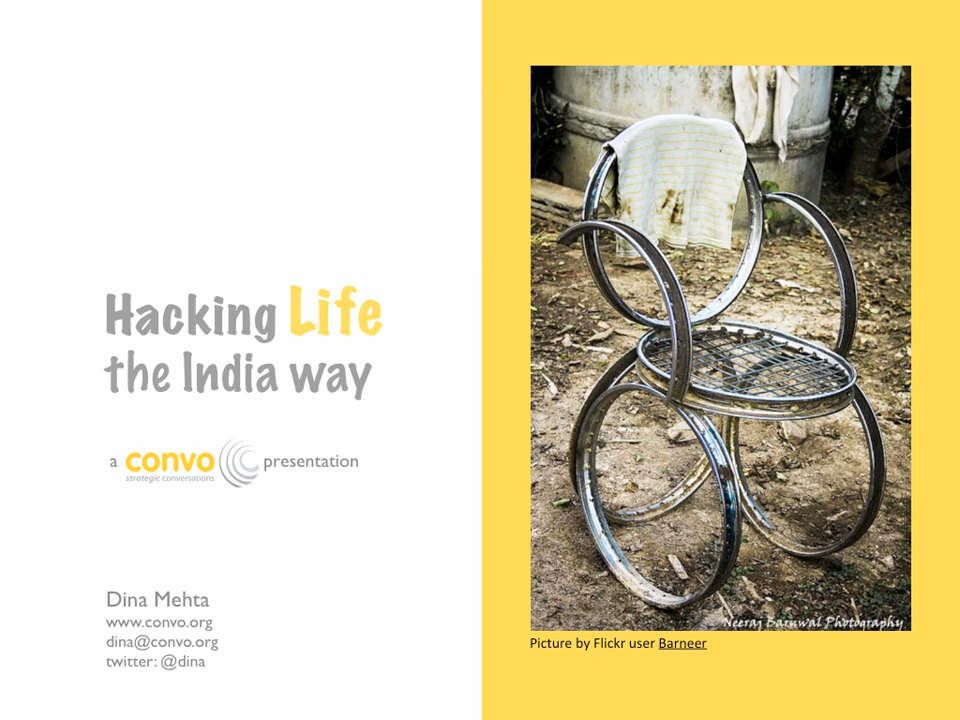 Hacking Life
the India way
a convo presentation
strategic conversations
Dina Mehta
www.convo.org
dina@convo.org
twitter: @dina
Neeraj Baruwal Photography
Picture by Flickr user Barneer